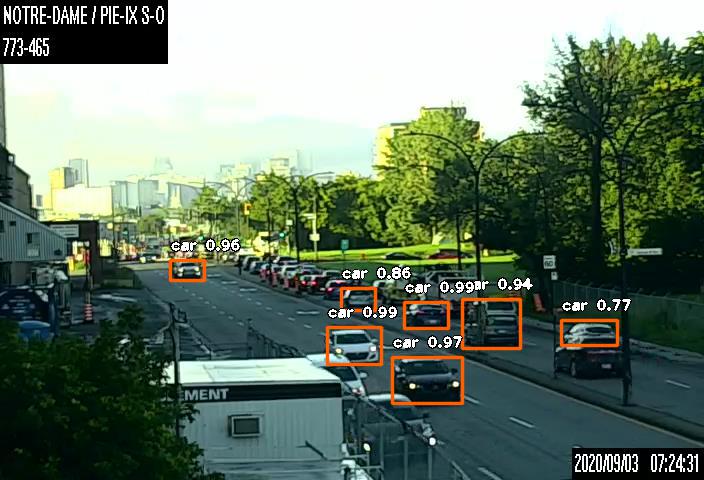 NOTRE-DAME / PIE-IX S-O
773-465
car 0.96
car 0.86
car 0.99
car 0.94
car 0.99
car 0.77
car 0.97
EMENT
2020/09/03 07:24:31